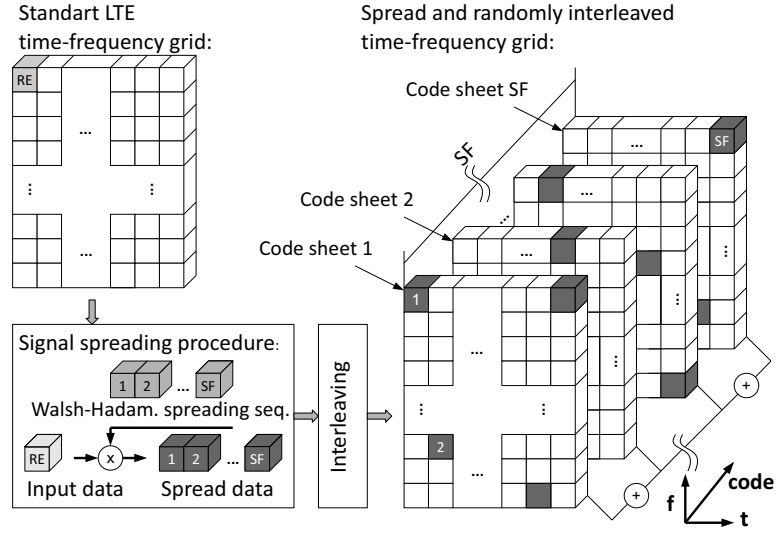 Standart LTE
time-frequency grid:
Spread and randomly interleaved
time-frequency grid:
RE
...
...
...
...
Code sheet SF
SF
...
SF
...
Code sheet 2
...
...
...
Code sheet 1
...
...
...
1
...
...
...
2
...
Signal spreading procedure:
1 2 ... SF
Walsh-Hadam. spreading seq.
RE x 1 2 ... SF
Input data Spread data
Interleaving
+
+
f
code
t